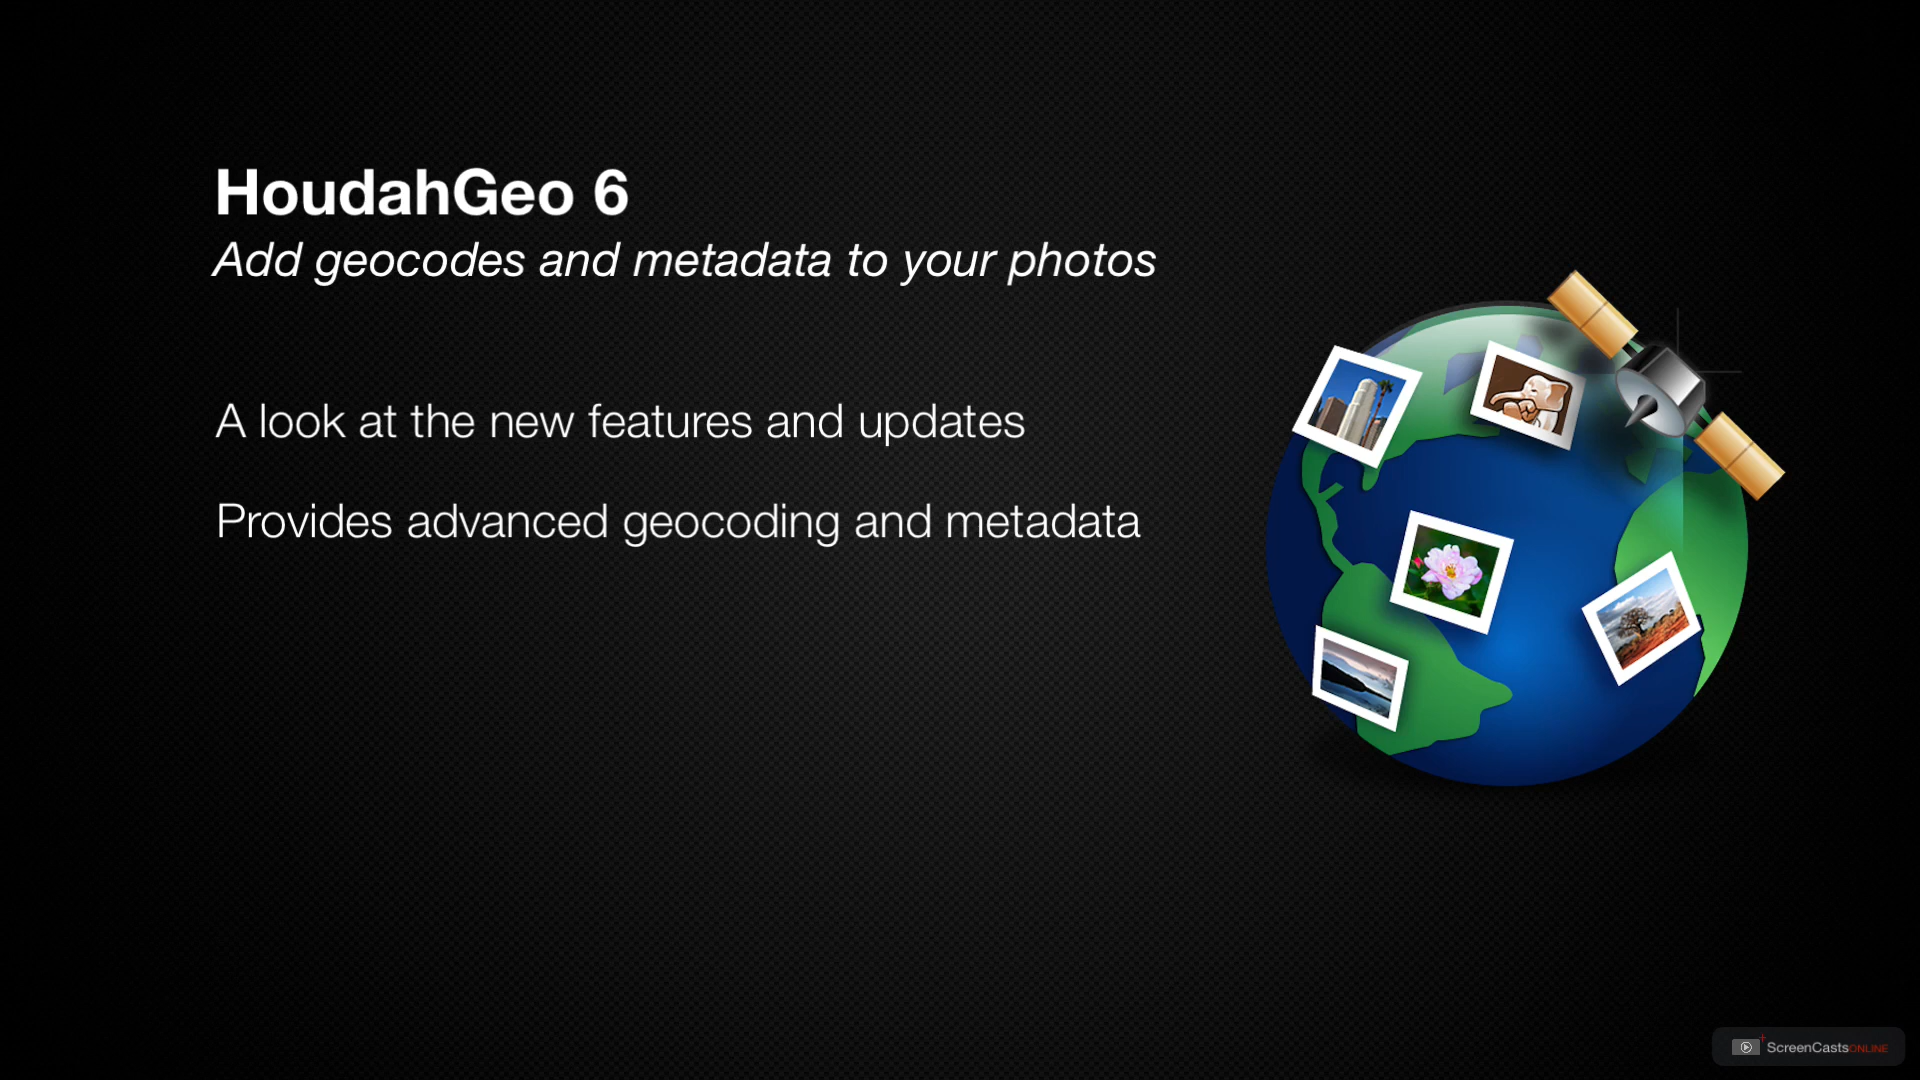 HoudahGeo 6
Add geocodes and metadata to your photos
A look at the new features and updates
Provides advanced geocoding and metadata
ScreenCastsONLINE